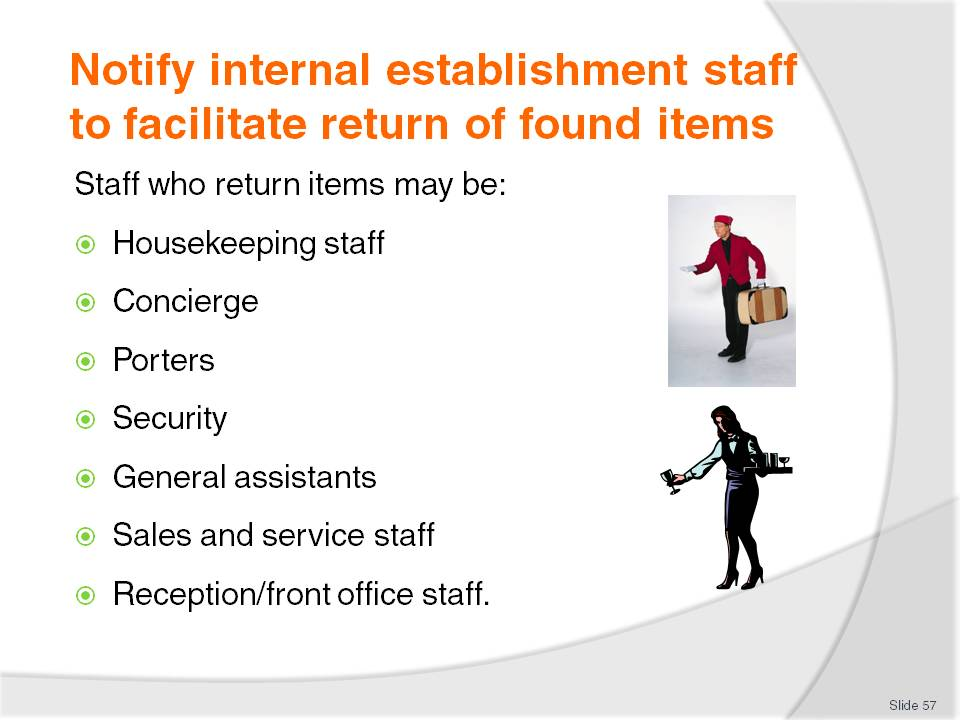 Notify internal establishment staff
to facilitate return of found items
Staff who return items may be:
Housekeeping staff
Concierge
Porters
Security
General assistants
Sales and service staff
Reception/front office staff.
Slide 57